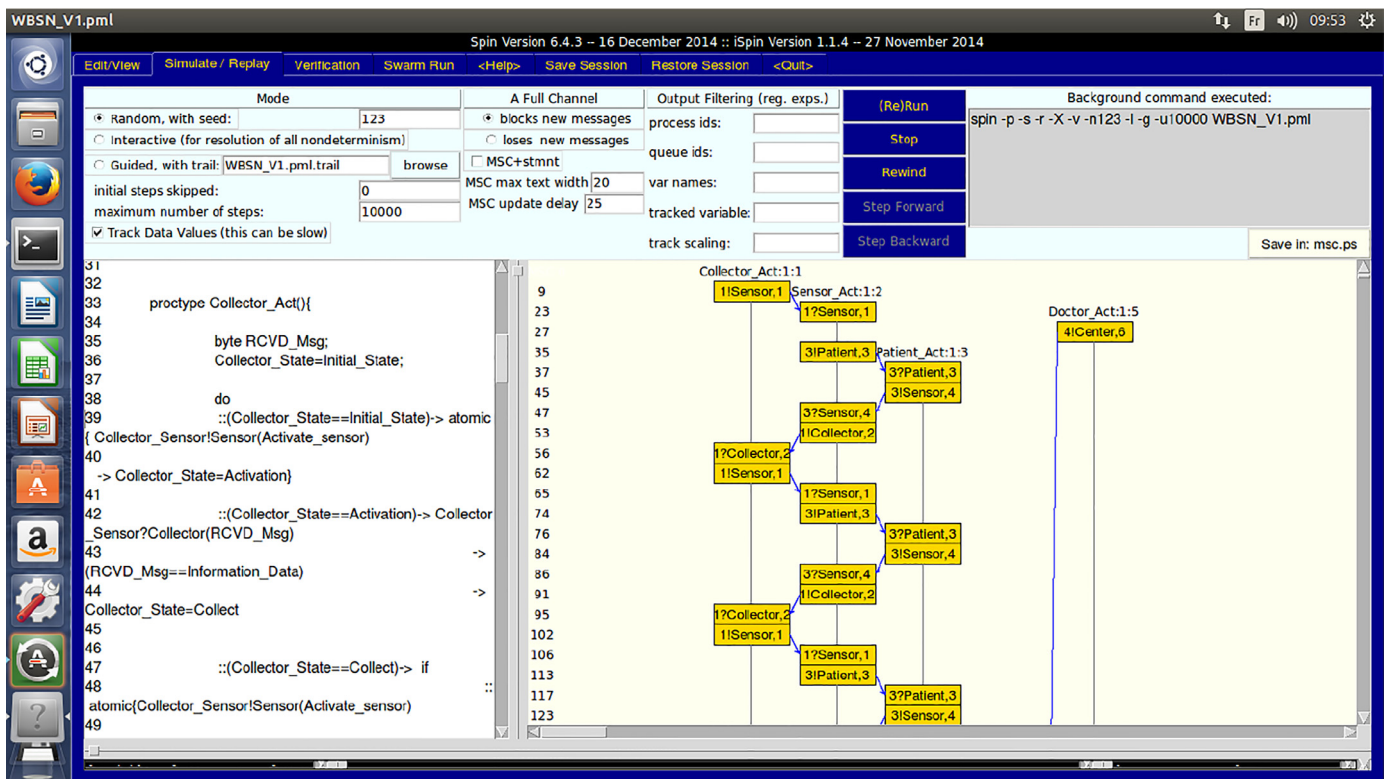 WBSN_V1.pml
Fr 09:53
Spin Version 6.4.3 -- 16 December 2014 :: iSpin Version 1.1.4 -- 27 November 2014
Edit/View Simulate / Replay Verification Swarm Run <Help> Save Session Restore Session <Quit>
Mode
Random, with seed: 123
Interactive (for resolution of all nondeterminism)
Guided, with trail: WBSN_V1.pml.trail browse
initial steps skipped: 0
maximum number of steps: 10000
Track Data Values (this can be slow)
A Full Channel
blocks new messages
loses new messages
MSC+stmnt
MSC max text width 20
MSC update delay 25
Output Filtering (reg. exps.)
process ids:
queue ids:
var names:
tracked variable:
track scaling:
(Re)Run
Stop
Rewind
Step Forward
Step Backward
Background command executed:
spin -p -s -r -X -v -n123 -l -g -u10000 WBSN_V1.pml
Save in: msc.ps
31
32
33 proctype Collector_Act(){
34
35 byte RCVD_Msg;
36 Collector_State=Initial_State;
37
38 do
39 ::(Collector_State==Initial_State)-> atomic
{ Collector_Sensor!Sensor(Activate_sensor)
40
-> Collector_State=Activation}
41
42 ::(Collector_State==Activation)-> Collector
_Sensor?Collector(RCVD_Msg)
43 ->
(RCVD_Msg==Information_Data)
44 ->
Collector_State=Collect
45
46
47 ::(Collector_State==Collect)-> if
48 ::
atomic{Collector_Sensor!Sensor(Activate_sensor)
49
Collector_Act:1:1
9 1!Sensor,1 Sensor_Act:1:2
23 1?Sensor,1 Doctor_Act:1:5
27 4!Center,6
35 3!Patient,3 Patient_Act:1:3
37 3?Patient,3
45 3!Sensor,4
47 3?Sensor,4
53 1!Collector,2
56 1?Collector,2
62 1!Sensor,1
65 1?Sensor,1
74 3!Patient,3
76 3?Patient,3
84 3!Sensor,4
86 3?Sensor,4
91 1!Collector,2
95 1?Collector,2
102 1!Sensor,1
106 1?Sensor,1
113 3!Patient,3
117 3?Patient,3
123 3!Sensor,4